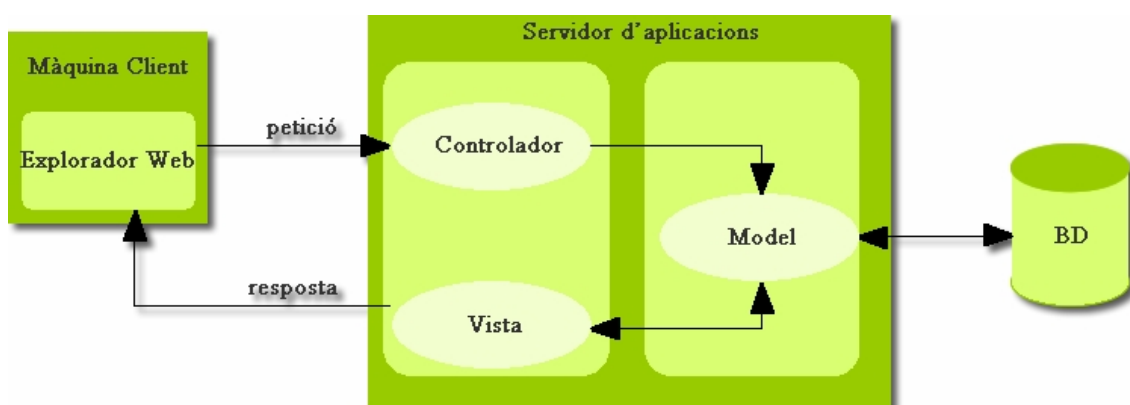 Servidor d'aplicacions
Màquina Client
Explorador Web
petició
Controlador
Model
BD
resposta
Vista